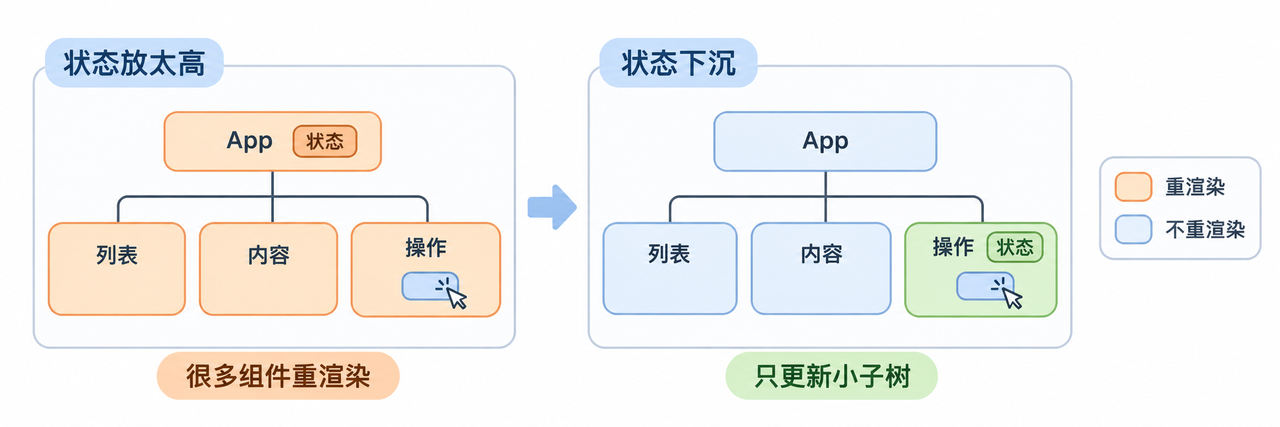 状态放太高
App 状态
列表
内容
操作
很多组件重渲染
状态下沉
App
列表
内容
操作 状态
只更新小子树
重渲染
不重渲染